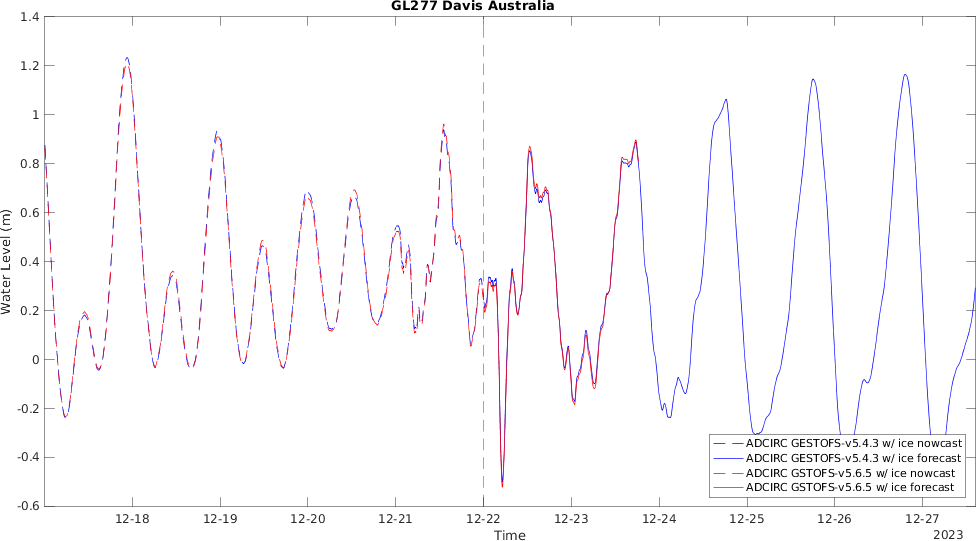 GL277 Davis Australia
1.4
1.2
1
0.8
0.6
0.4
0.2
0
-0.2
-0.4
-0.6
Water Level (m)
ADCIRC GESTOFS-v5.4.3 w/ ice nowcast
ADCIRC GESTOFS-v5.4.3 w/ ice forecast
ADCIRC GSTOFS-v5.6.5 w/ ice nowcast
ADCIRC GSTOFS-v5.6.5 w/ ice forecast
12-18 12-19 12-20 12-21 12-22 12-23 12-24 12-25 12-26 12-27
Time 2023